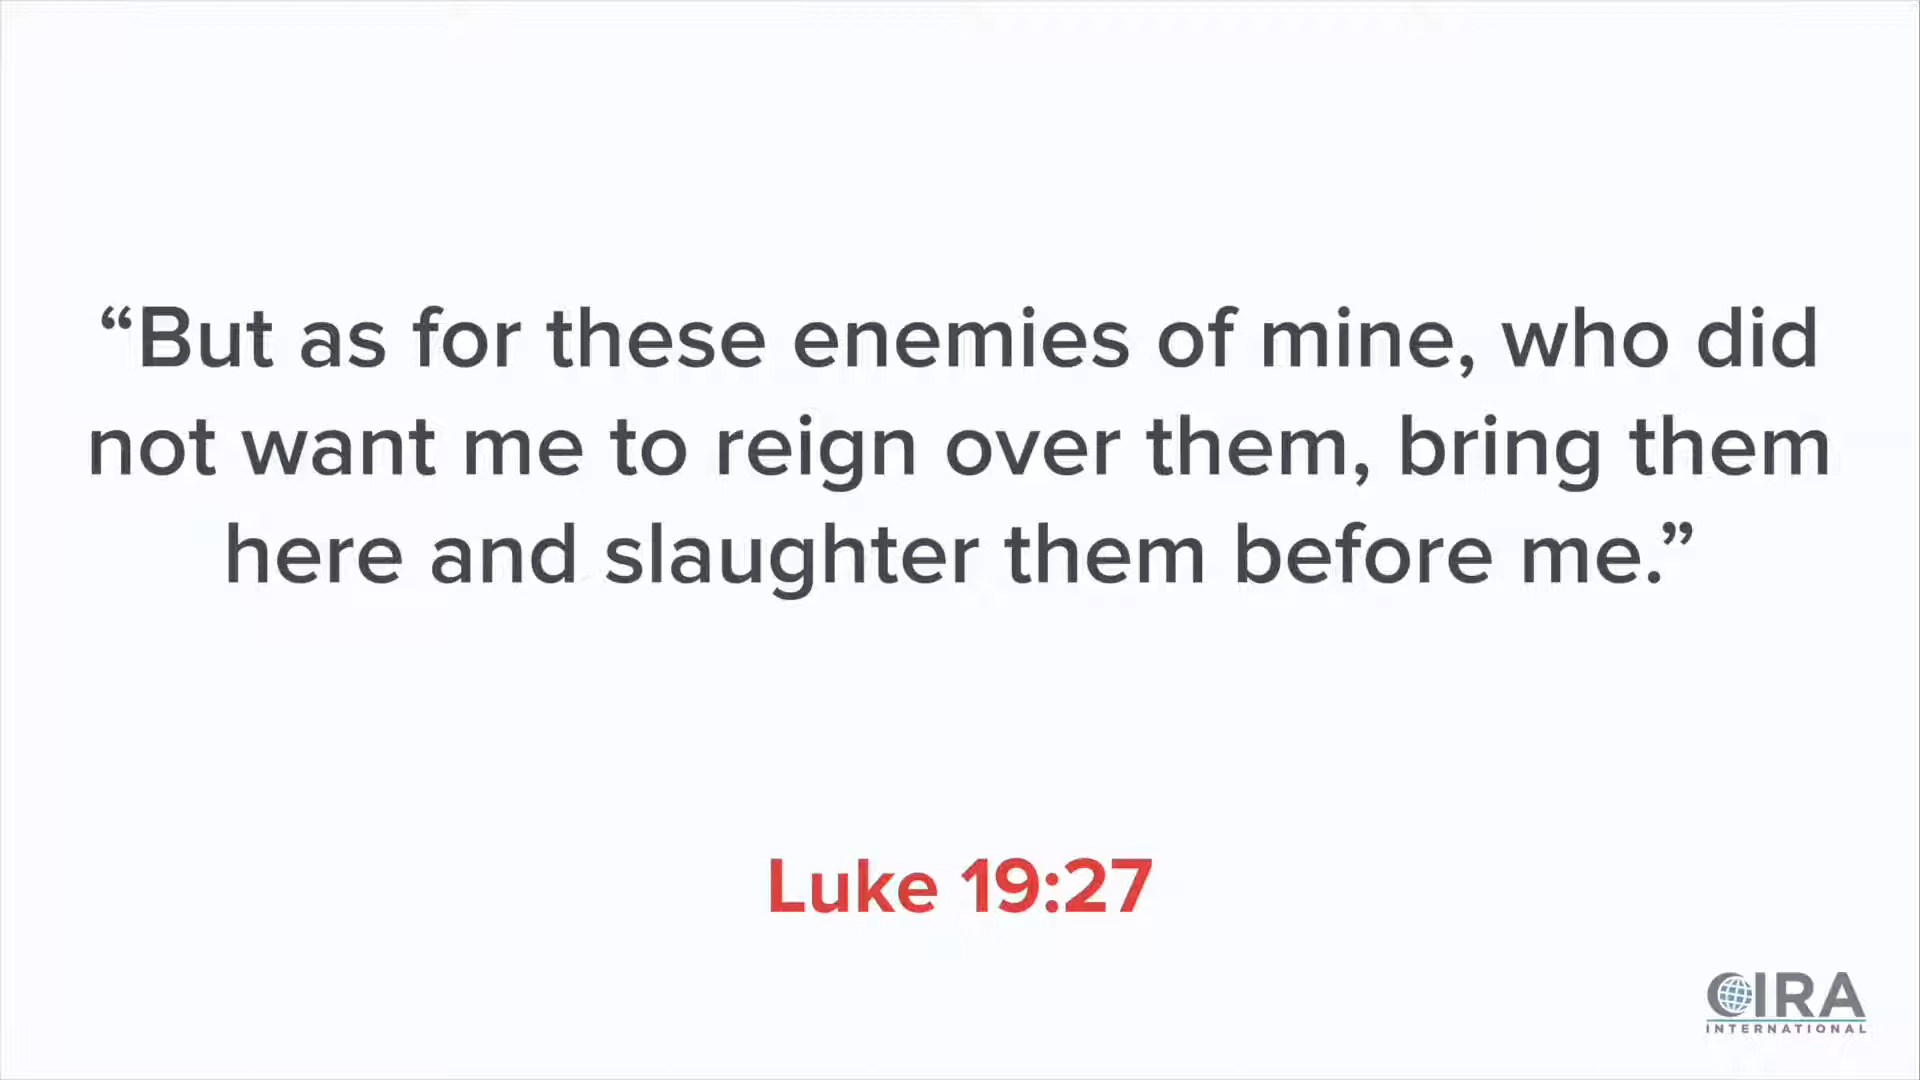 “But as for these enemies of mine, who did
not want me to reign over them, bring them
here and slaughter them before me.”
Luke 19:27
CIRA
INTERNATIONAL